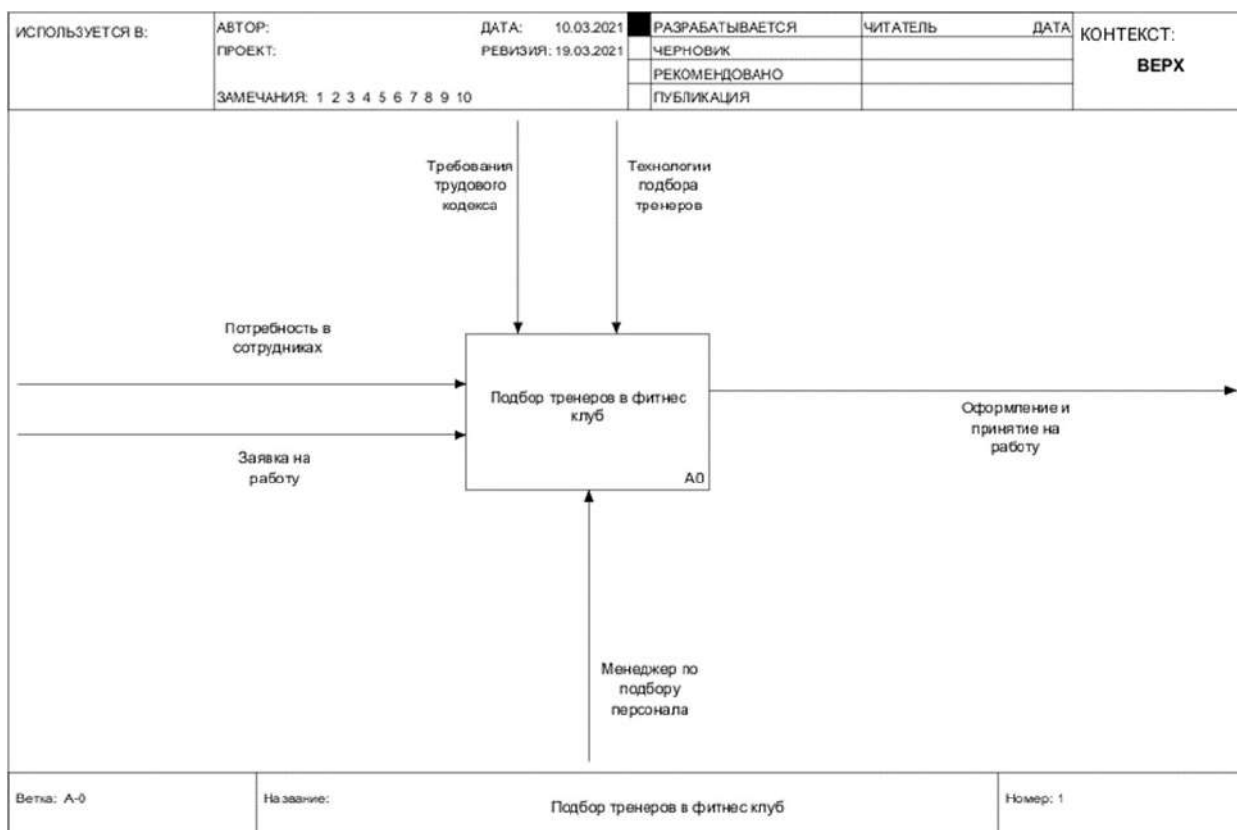 ИСПОЛЬЗУЕТСЯ В:
АВТОР:
ДАТА: 10.03.2021
ПРОЕКТ:
РЕВИЗИЯ: 19.03.2021
ЗАМЕЧАНИЯ: 1 2 3 4 5 6 7 8 9 10
РАЗРАБАТЫВАЕТСЯ
ЧЕРНОВИК
РЕКОМЕНДОВАНО
ПУБЛИКАЦИЯ
ЧИТАТЕЛЬ
ДАТА
КОНТЕКСТ:
ВЕРХ
Требования
трудового
кодекса
Технологии
подбора
тренеров
Потребность в
сотрудниках
Заявка на
работу
Подбор тренеров в фитнес
клуб
A0
Оформление и
принятие на
работу
Менеджер по
подбору
персонала
Ветка: A-0
Название:
Подбор тренеров в фитнес клуб
Номер: 1